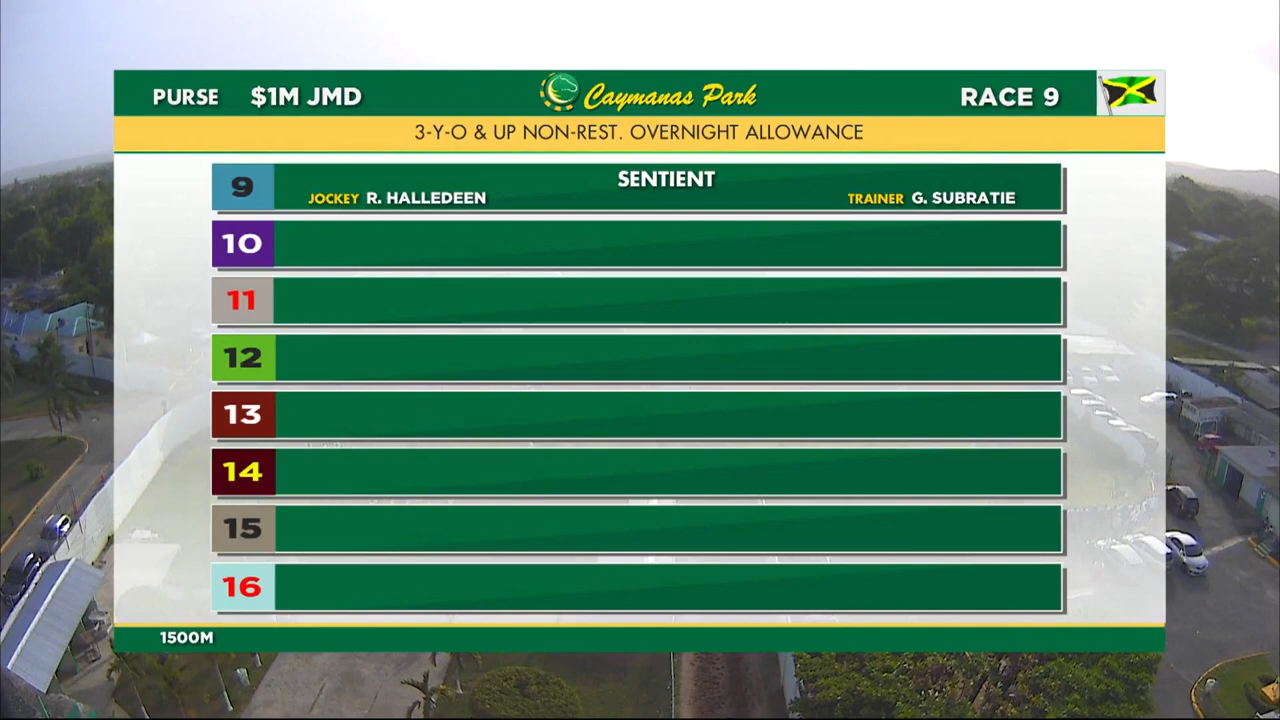 PURSE $1M JMD Caymanas Park RACE 9
3-Y-O & UP NON-REST. OVERNIGHT ALLOWANCE
9 SENTIENT
JOCKEY R. HALLEDEEN TRAINER G. SUBRATIE
10
11
12
13
14
15
16
1500M